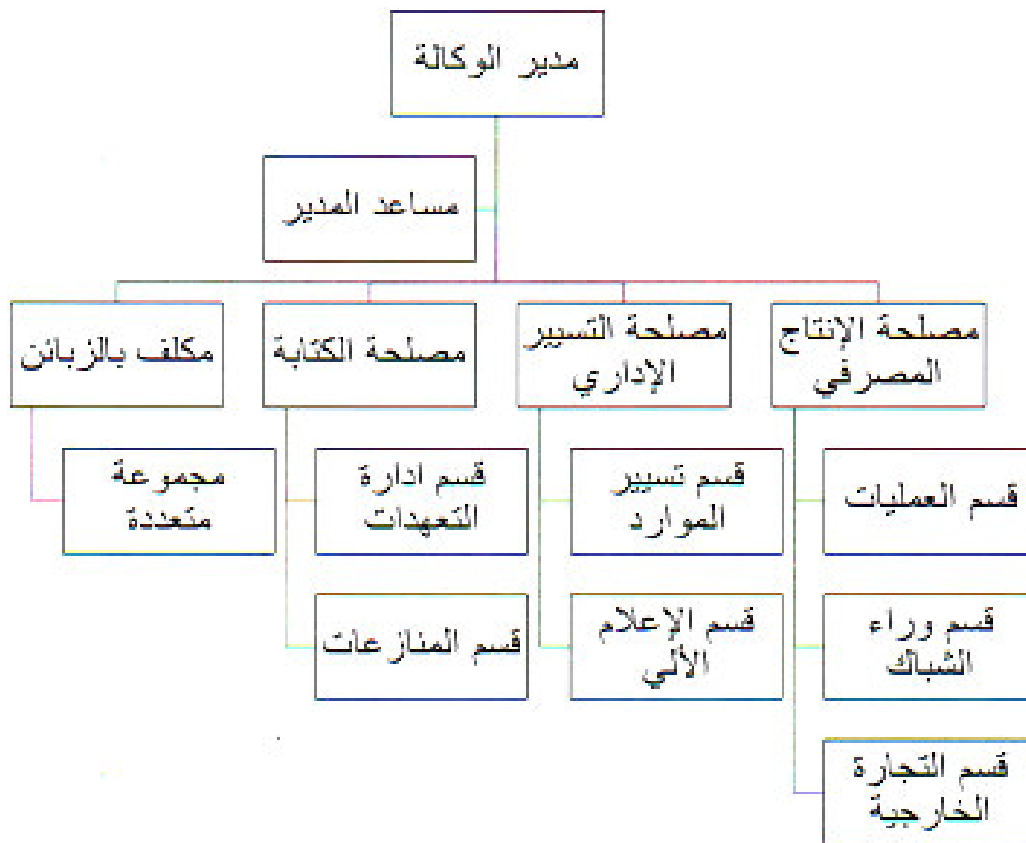 مدير الوكالة
مساعد المدير
مصلحة الإنتاج
المصرفي
مصلحة التسيير
الإداري
مصلحة الكتابة
مكلف بالزبائن
قسم العمليات
قسم تسيير
الموارد
قسم ادارة
التعهدات
مجموعة
متعددة
قسم وراء
الشباك
قسم الإعلام
الألي
قسم المنازعات
قسم التجارة
الخارجية